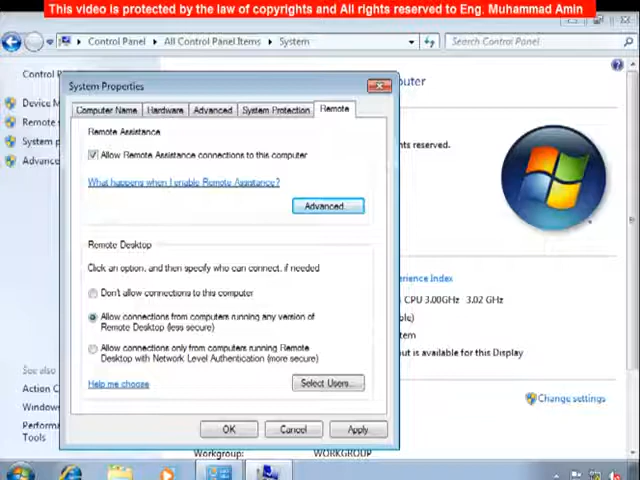 This video is protected by the law of copyrights and All rights reserved to Eng. Muhammad Amin
Control Panel
All Control Panel Items
System
Search Control Panel
Control P
Device M
Remote s
System p
Advance
See also
Action C
Windows
Performa
Tools
System Properties
Computer Name
Hardware
Advanced
System Protection
Remote
Remote Assistance
Allow Remote Assistance connections to this computer
What happens when I enable Remote Assistance?
Advanced...
Remote Desktop
Click an option, and then specify who can connect, if needed
Don't allow connections to this computer
Allow connections from computers running any version of
Remote Desktop (less secure)
Allow connections only from computers running Remote
Desktop with Network Level Authentication (more secure)
Help me choose
Select Users...
OK
Cancel
Apply
puter
ts reserved.
erience Index
CPU 3.00GHz 3.02 GHz
ble)
tem
out is available for this Display
Change settings
Workgroup:
WORKGROUP